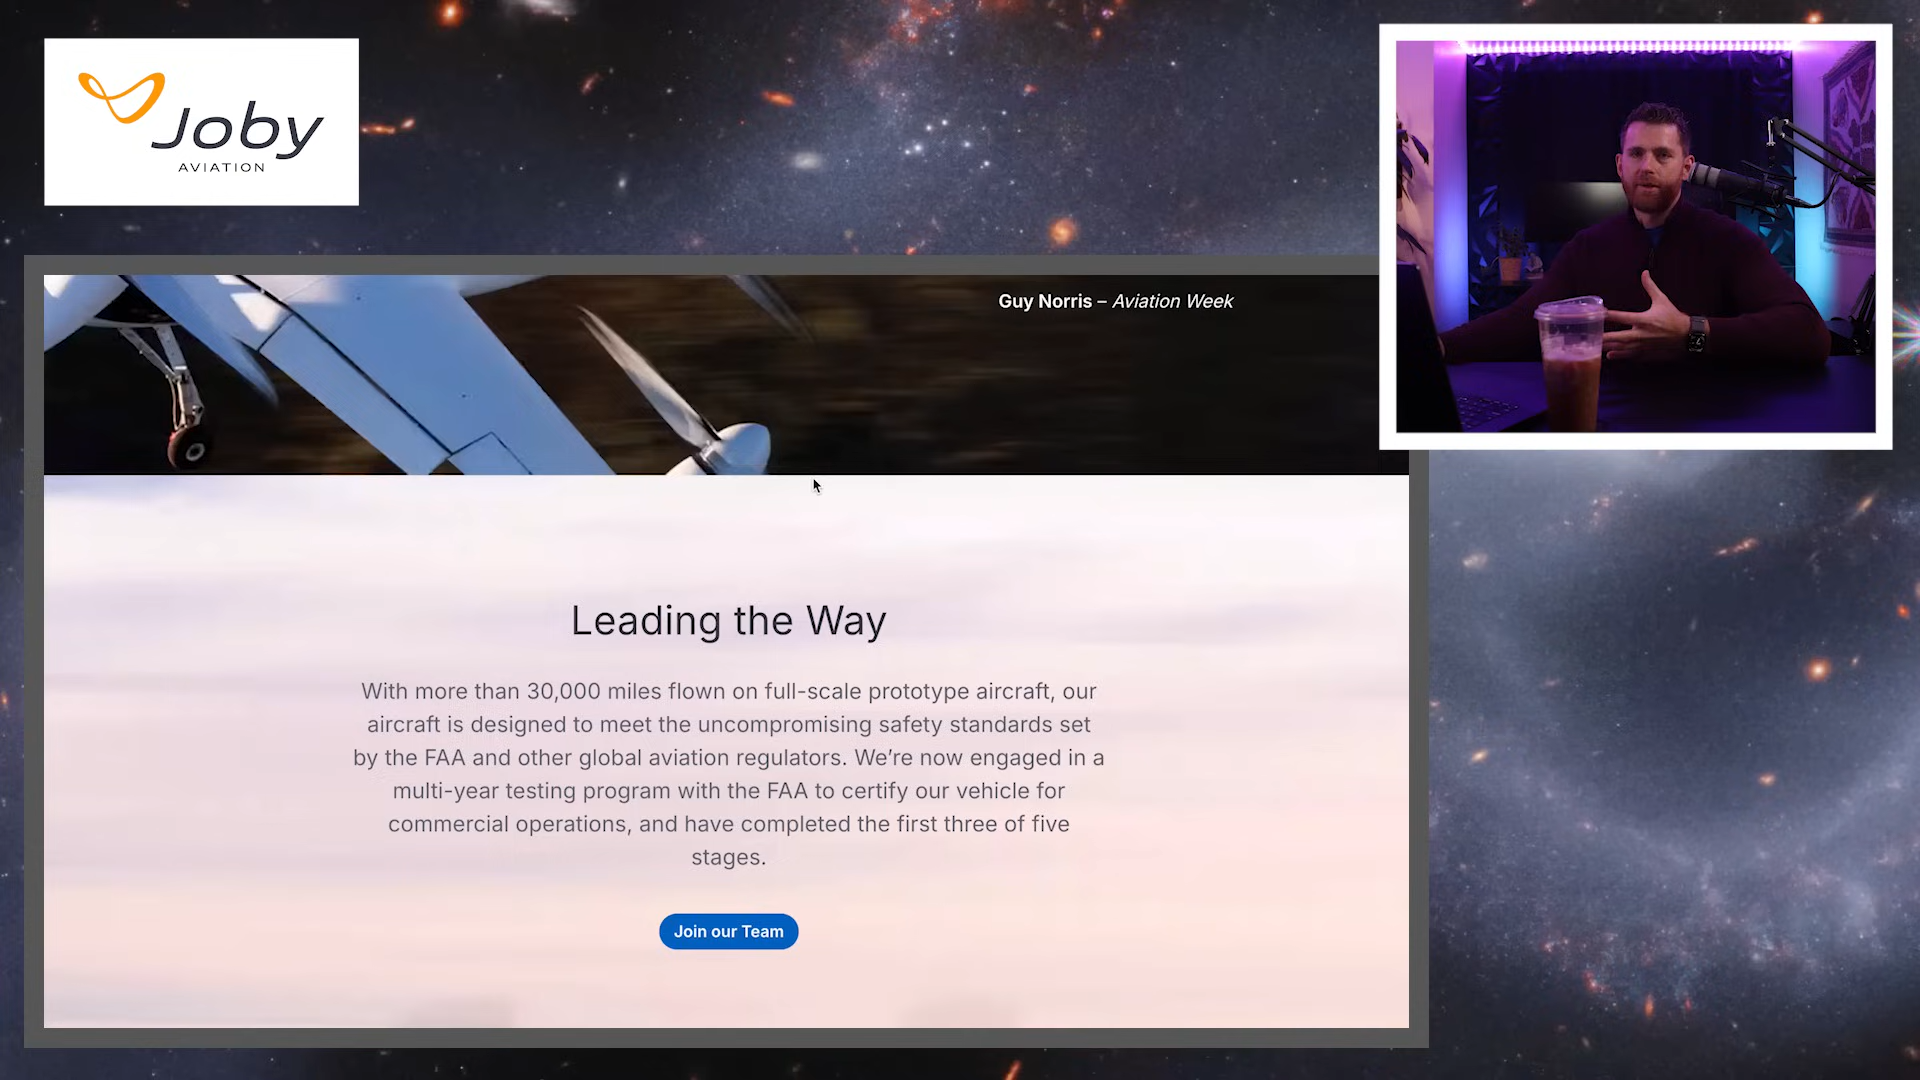 Joby
AVIATION
Guy Norris – Aviation Week
Leading the Way
With more than 30,000 miles flown on full-scale prototype aircraft, our
aircraft is designed to meet the uncompromising safety standards set
by the FAA and other global aviation regulators. We’re now engaged in a
multi-year testing program with the FAA to certify our vehicle for
commercial operations, and have completed the first three of five
stages.
Join our Team